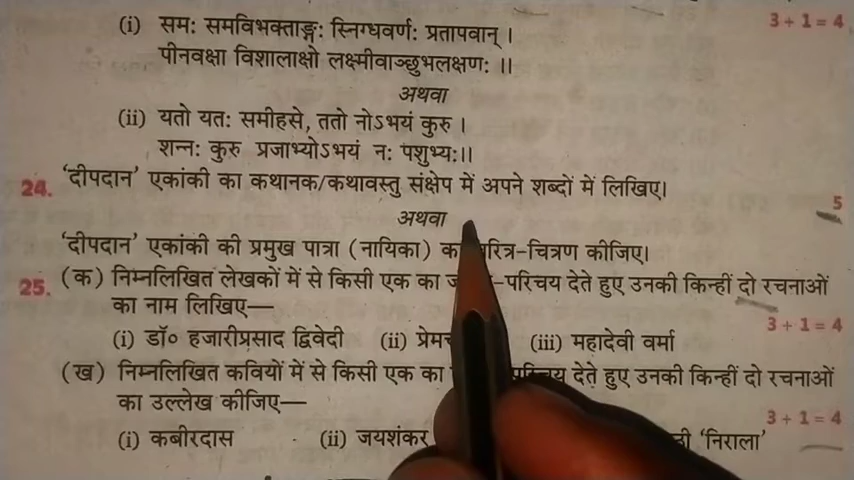 (i) समः समविभक्ताङ्गः स्निग्धवर्णः प्रतापवान् । 3 + 1 = 4
पीनवक्षा विशालाक्षो लक्ष्मीवाञ्छुभलक्षणः ।।
अथवा
(ii) यतो यतः समीहसे, ततो नोऽभयं कुरु ।
शन्नः कुरु प्रजाभ्योऽभयं नः पशुभ्यः।।
24. ‘दीपदान’ एकांकी का कथानक/कथावस्तु संक्षेप में अपने शब्दों में लिखिए। 5
अथवा
‘दीपदान’ एकांकी की प्रमुख पात्रा (नायिका) का चरित्र-चित्रण कीजिए।
25. (क) निम्नलिखित लेखकों में से किसी एक का -परिचय देते हुए उनकी किन्हीं दो रचनाओं
का नाम लिखिए— 3 + 1 = 4
(i) डॉ० हजारीप्रसाद द्विवेदी (ii) (iii) महादेवी वर्मा
(ख) निम्नलिखित कवियों में से किसी एक का परिचय देते हुए उनकी किन्हीं दो रचनाओं
का उल्लेख कीजिए— 3 + 1 = 4
(i) कबीरदास (ii) जयशंकर ‘निराला’